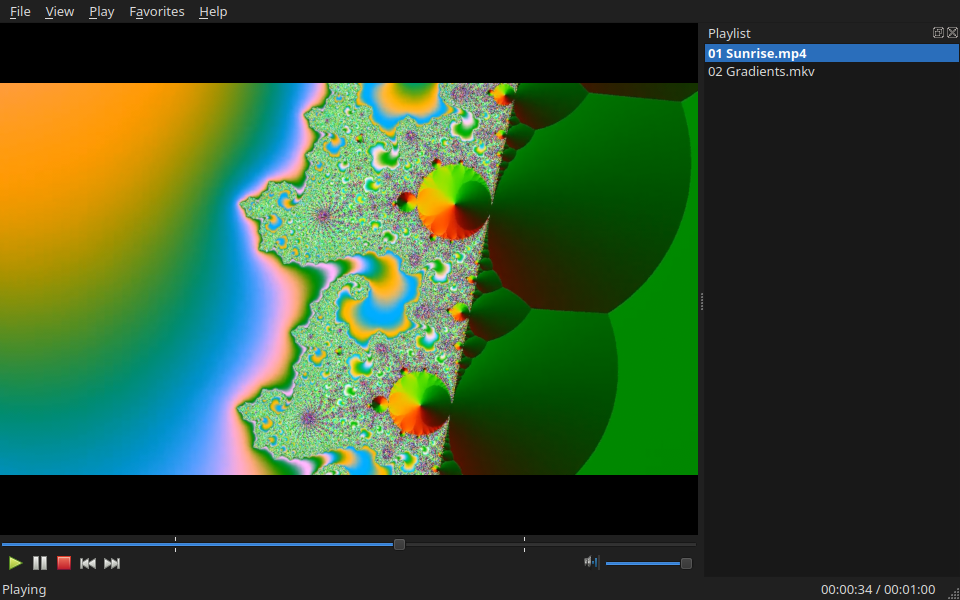 File View Play Favorites Help
Playlist
01 Sunrise.mp4
02 Gradients.mkv
Playing
00:00:34 / 00:01:00